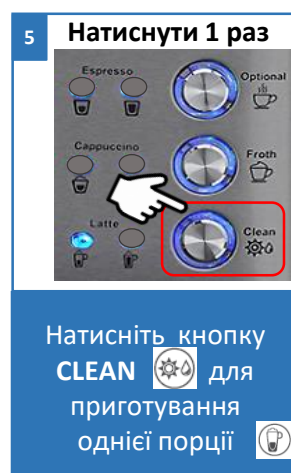 5 Натиснути 1 раз
Espresso
Optional
Cappuccino
Froth
Latte
Clean
Натисніть кнопку
CLEAN для
приготування
однієї порції